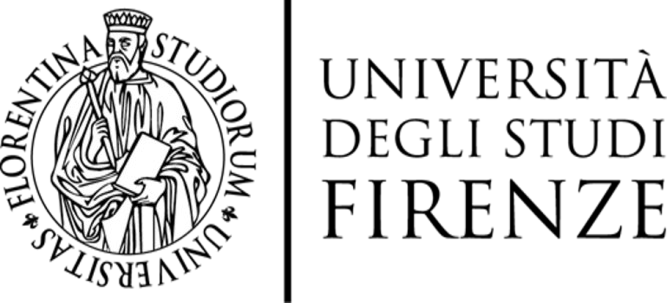 FLORENTINA STUDIORUM UNIVERSITAS
UNIVERSITÀ
DEGLI STUDI
FIRENZE